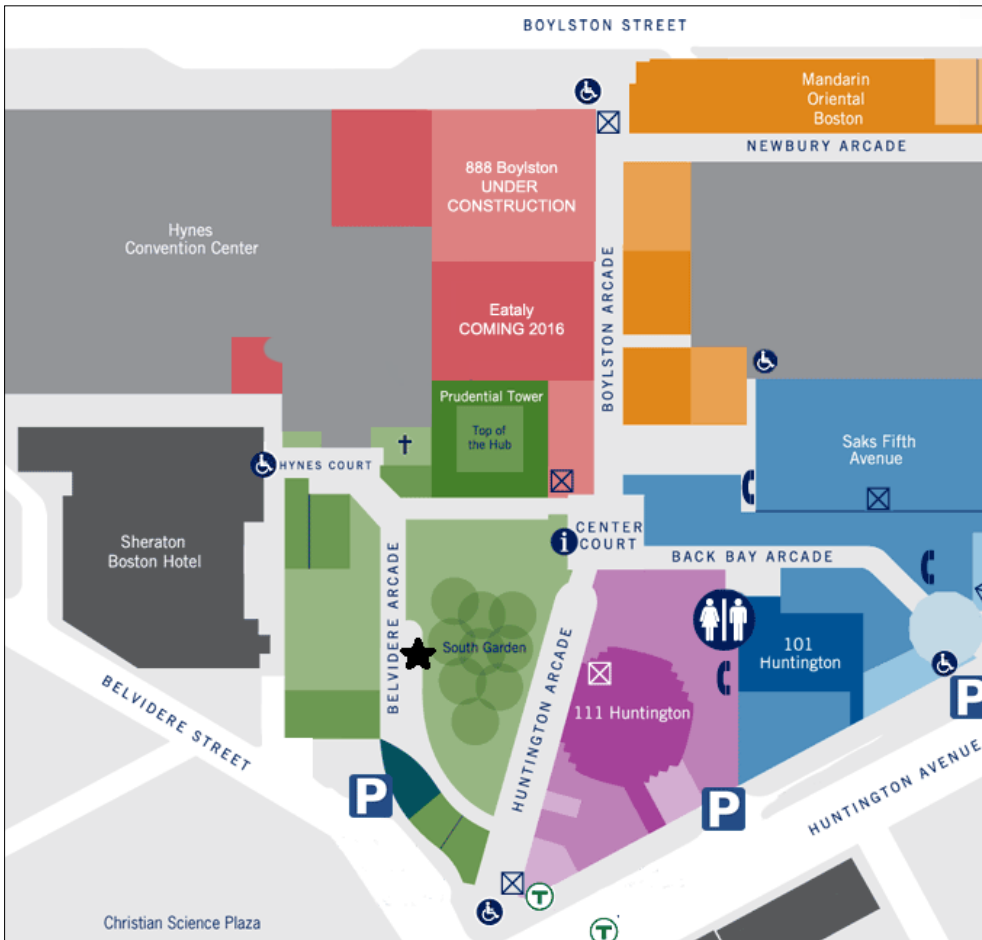 BOYLSTON STREET
Mandarin
Oriental
Boston
NEWBURY ARCADE
888 Boylston
UNDER
CONSTRUCTION
Hynes
Convention Center
BOYLSTON ARCADE
Eataly
COMING 2016
Prudential Tower
Top of
the Hub
Saks Fifth
Avenue
HYNES COURT
Sheraton
Boston Hotel
i
CENTER
COURT
BACK BAY ARCADE
BELVIDERE ARCADE
South Garden
HUNTINGTON ARCADE
101
Huntington
111 Huntington
BELVIDERE STREET
P
P
P
HUNTINGTON AVENUE
T
T
Christian Science Plaza